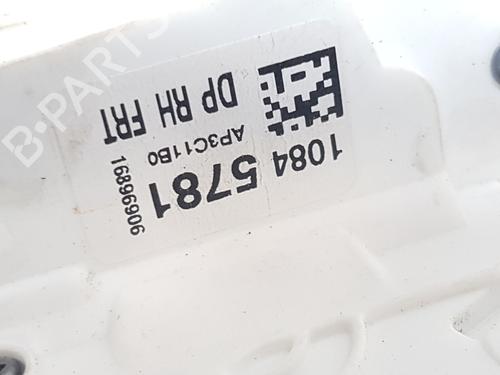 DP RH FRT
1084 5781
AP3C11B0
16896906
B-PARTS